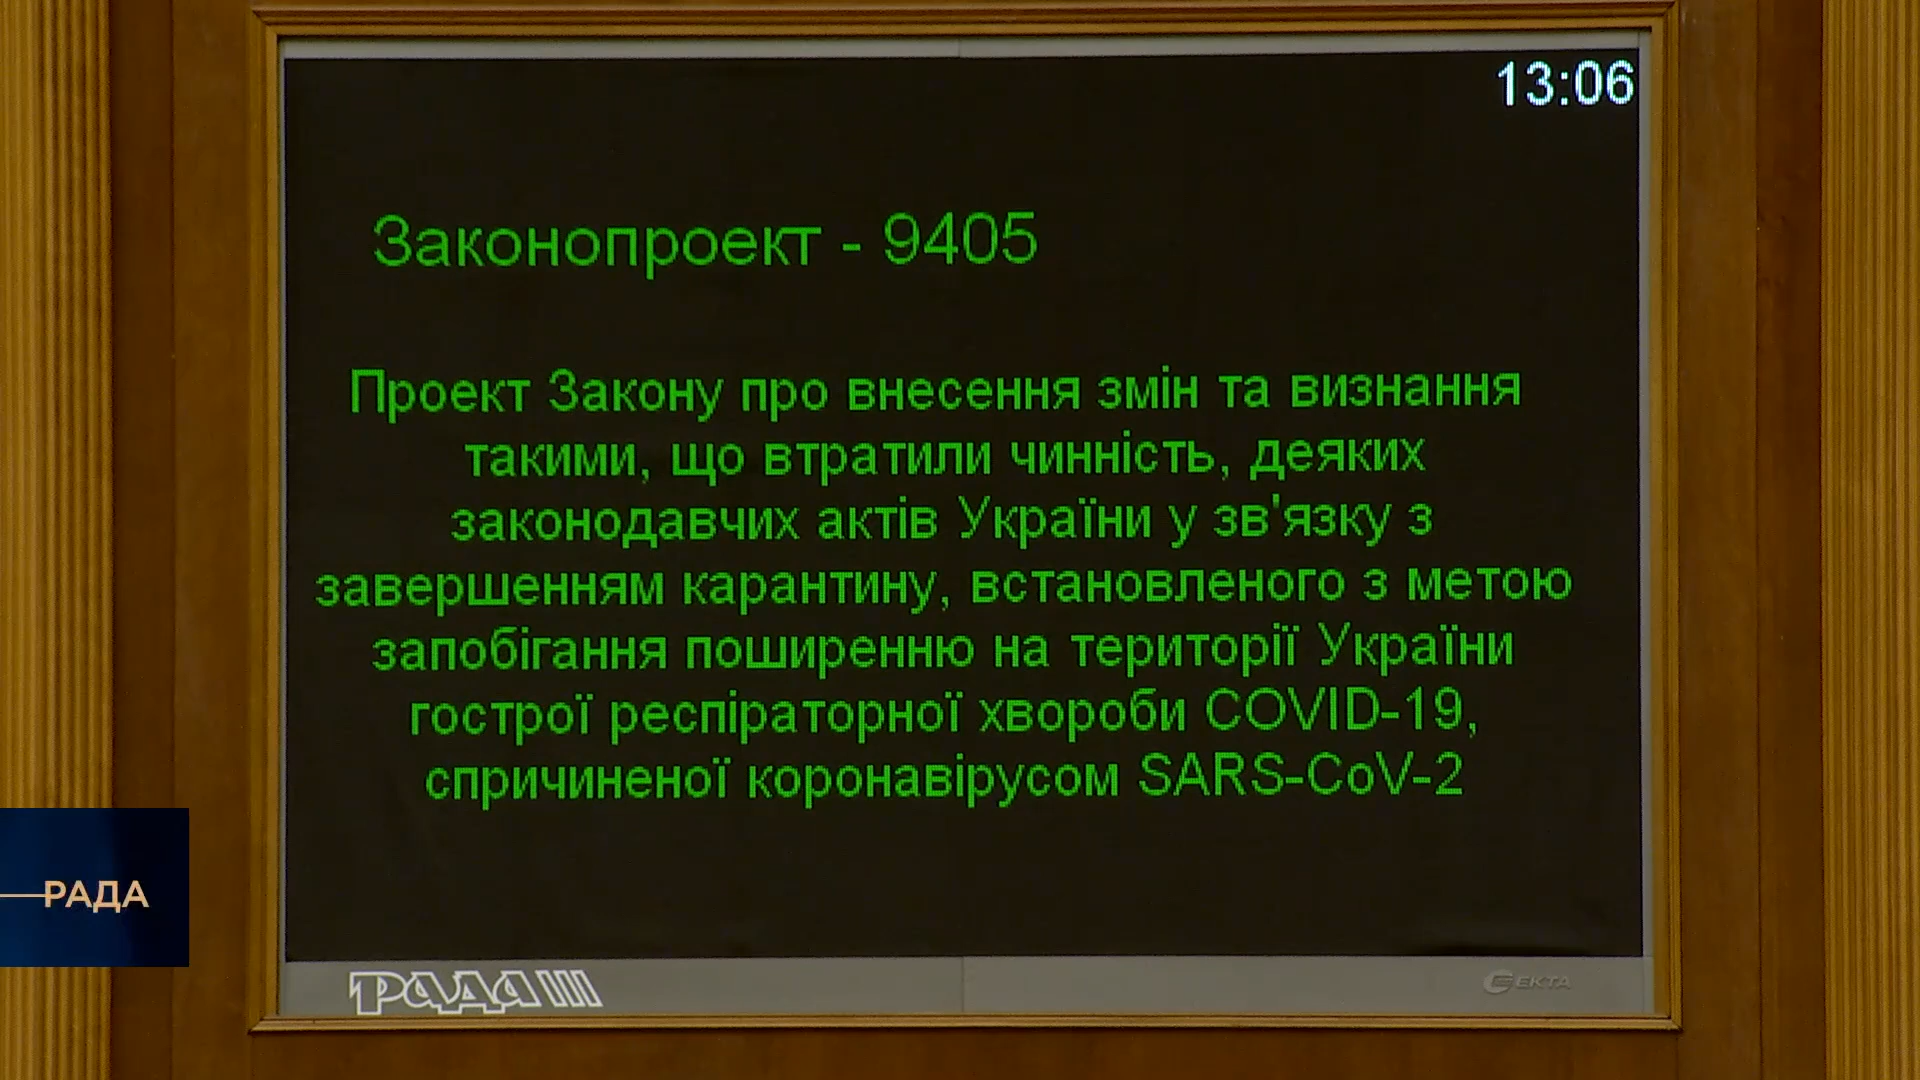 13:06
Законопроект - 9405
Проект Закону про внесення змін та визнання
такими, що втратили чинність, деяких
законодавчих актів України у зв'язку з
завершенням карантину, встановленого з метою
запобігання поширенню на території України
гострої респіраторної хвороби COVID-19,
спричиненої коронавірусом SARS-CoV-2
РАДА
РАДА III
ЕКТА